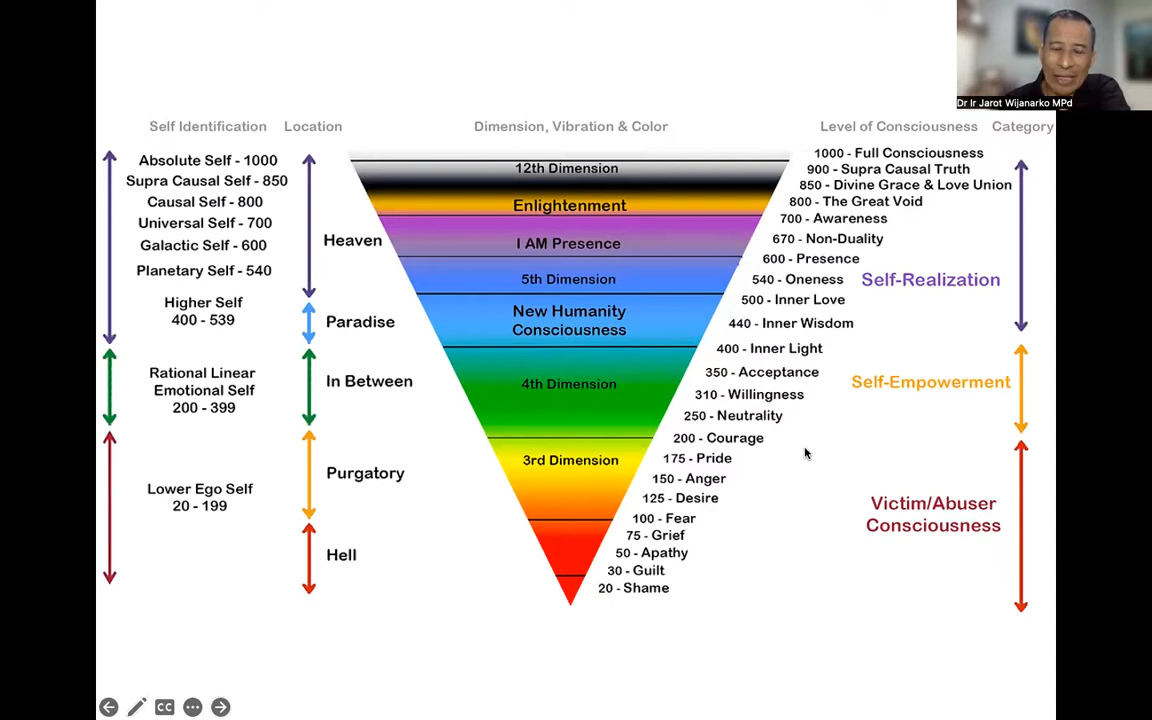 Dr Ir Jarot Wijanarko MPd
Self Identification
Location
Dimension, Vibration & Color
Level of Consciousness
Category
Absolute Self - 1000
Supra Causal Self - 850
Causal Self - 800
Universal Self - 700
Galactic Self - 600
Planetary Self - 540
Higher Self
400 - 539
Rational Linear
Emotional Self
200 - 399
Lower Ego Self
20 - 199
Heaven
Paradise
In Between
Purgatory
Hell
12th Dimension
Enlightenment
I AM Presence
5th Dimension
New Humanity
Consciousness
4th Dimension
3rd Dimension
1000 - Full Consciousness
900 - Supra Causal Truth
850 - Divine Grace & Love Union
800 - The Great Void
700 - Awareness
670 - Non-Duality
600 - Presence
540 - Oneness
500 - Inner Love
440 - Inner Wisdom
400 - Inner Light
350 - Acceptance
310 - Willingness
250 - Neutrality
200 - Courage
175 - Pride
150 - Anger
125 - Desire
100 - Fear
75 - Grief
50 - Apathy
30 - Guilt
20 - Shame
Self-Realization
Self-Empowerment
Victim/Abuser
Consciousness
CC